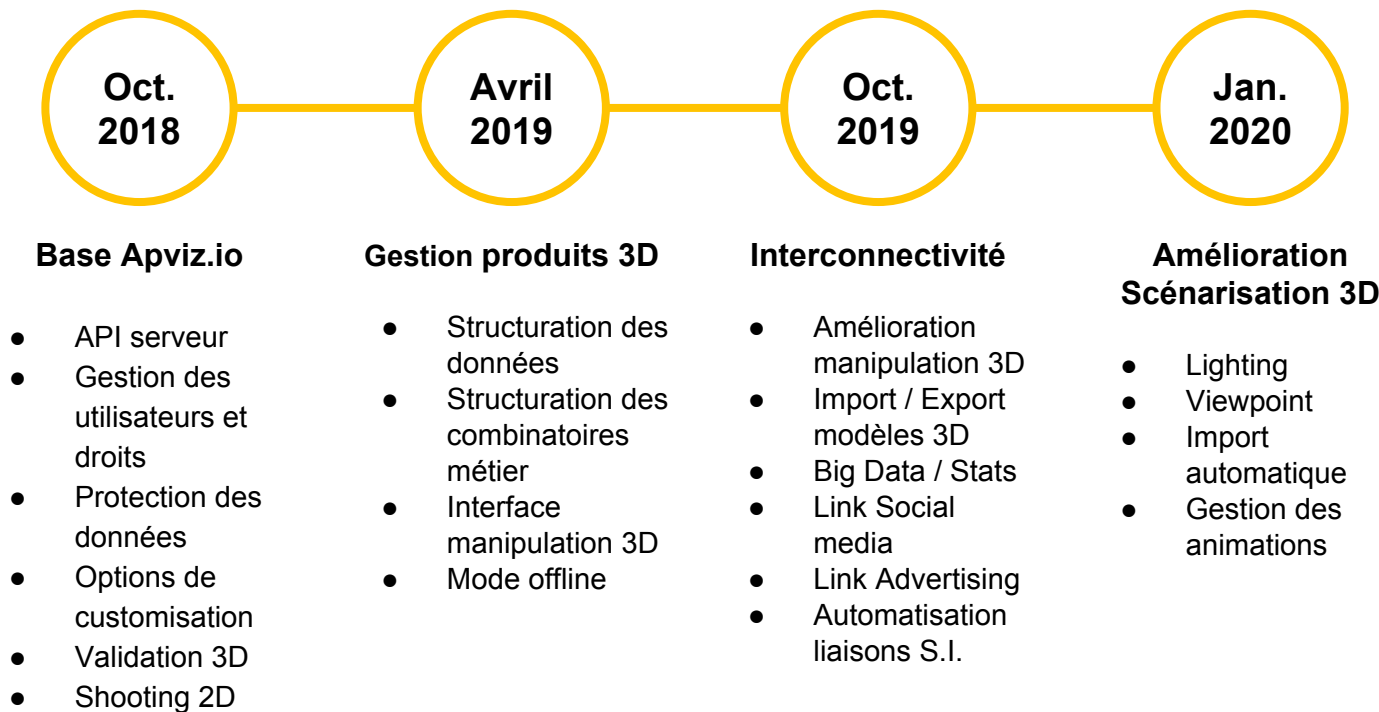 Oct.
2018
Avril
2019
Oct.
2019
Jan.
2020
Base Apviz.io
● API serveur
● Gestion des
utilisateurs et
droits
● Protection des
données
● Options de
customisation
● Validation 3D
● Shooting 2D
Gestion produits 3D
● Structuration des
données
● Structuration des
combinatoires
métier
● Interface
manipulation 3D
● Mode offline
Interconnectivité
● Amélioration
manipulation 3D
● Import / Export
modèles 3D
● Big Data / Stats
● Link Social
media
● Link Advertising
● Automatisation
liaisons S.I.
Amélioration
Scénarisation 3D
● Lighting
● Viewpoint
● Import
automatique
● Gestion des
animations